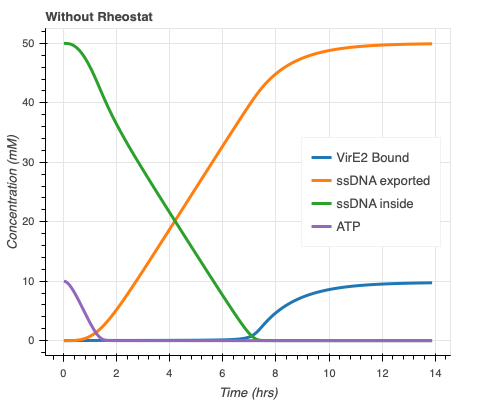 Without Rheostat
50
40
30
20
10
0
Concentration (mM)
VirE2 Bound
ssDNA exported
ssDNA inside
ATP
0 2 4 6 8 10 12 14
Time (hrs)